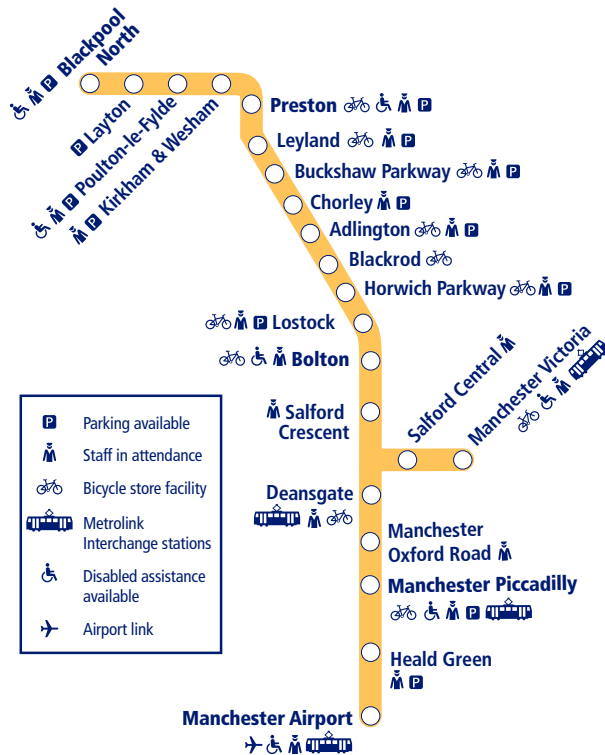 Blackpool
North
P Layton
P Poulton-le-Fylde
P Kirkham & Wesham
Preston P
Leyland P
Buckshaw Parkway P
Chorley P
Adlington P
Blackrod
Horwich Parkway P
P Lostock
Bolton
Salford
Crescent
Salford Central
Manchester Victoria
Deansgate
Manchester
Oxford Road
Manchester Piccadilly
P
Heald Green
P
Manchester Airport
P Parking available
Staff in attendance
Bicycle store facility
Metrolink
Interchange stations
Disabled assistance
available
Airport link